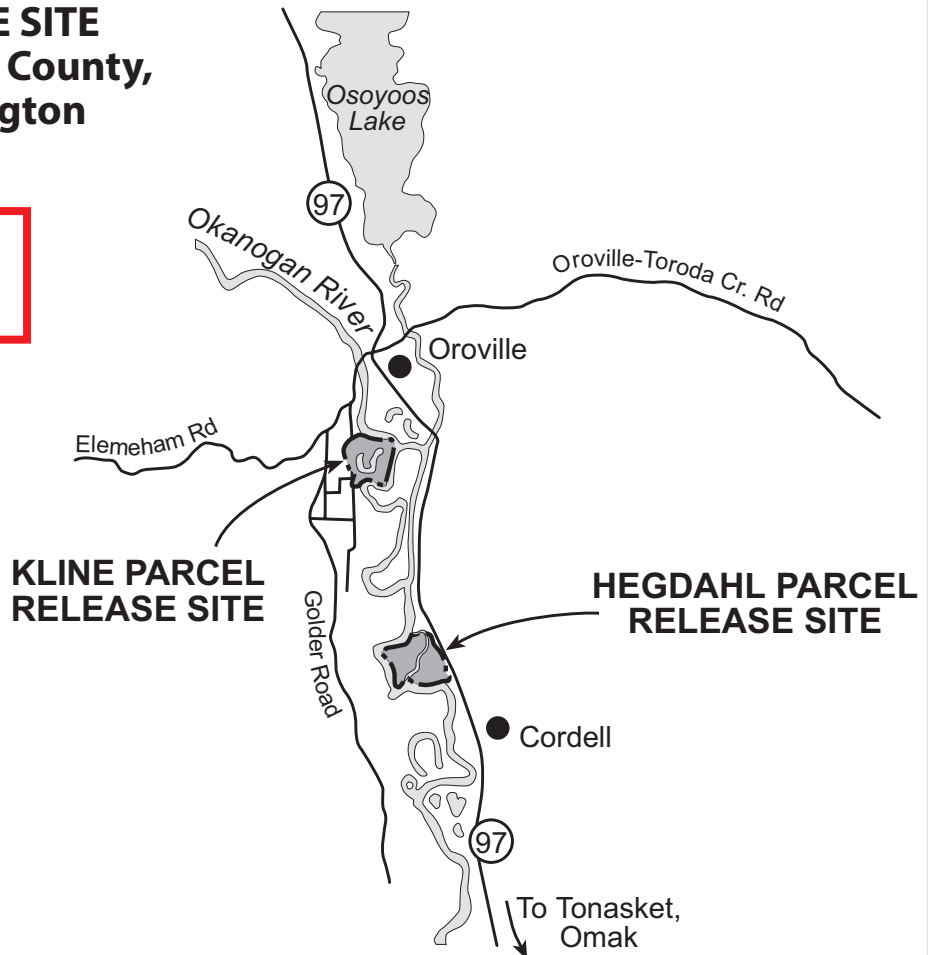 E SITE
County,
ngton
Osoyoos
Lake
97
Okanogan River
Oroville-Toroda Cr. Rd
Oroville
Elemeham Rd
KLINE PARCEL
RELEASE SITE
HEGDAHL PARCEL
RELEASE SITE
Golder Road
Cordell
97
To Tonasket,
Omak